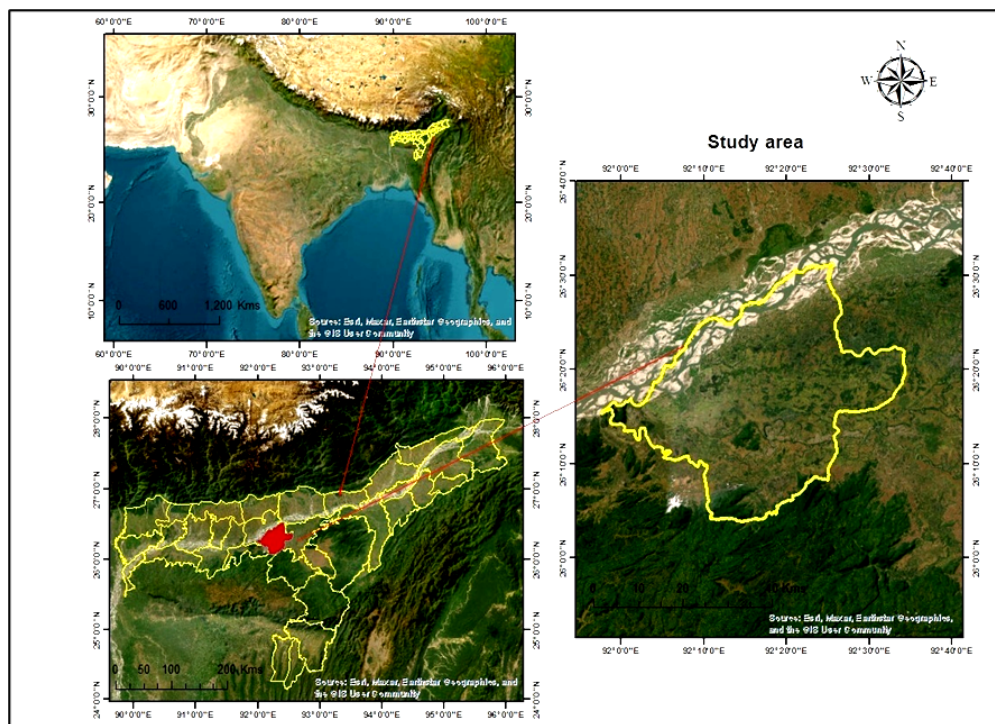 60°0'0"E 70°0'0"E 80°0'0"E 90°0'0"E 100°0'0"E
30°0'0"N
20°0'0"N
10°0'0"N
30°0'0"N
20°0'0"N
10°0'0"N
0 600 1,200 Kms
Source: Esri, Maxar, Earthstar Geographics, and
the GIS User Community
60°0'0"E 70°0'0"E 80°0'0"E 90°0'0"E 100°0'0"E
N
W E
S
Study area
92°0'0"E 92°10'0"E 92°20'0"E 92°30'0"E 92°40'0"E
26°40'0"N
26°30'0"N
26°20'0"N
26°10'0"N
26°0'0"N
26°40'0"N
26°30'0"N
26°20'0"N
26°10'0"N
26°0'0"N
0 10 20 30 40 Kms
Source: Esri, Maxar, Earthstar Geographics,
and the GIS User Community
92°0'0"E 92°10'0"E 92°20'0"E 92°30'0"E 92°40'0"E
90°0'0"E 91°0'0"E 92°0'0"E 93°0'0"E 94°0'0"E 95°0'0"E 96°0'0"E
28°0'0"N
27°0'0"N
26°0'0"N
25°0'0"N
24°0'0"N
28°0'0"N
27°0'0"N
26°0'0"N
25°0'0"N
24°0'0"N
0 50 100 200 Kms
Source: Esri, Maxar, Earthstar Geographics, and
the GIS User Community
90°0'0"E 91°0'0"E 92°0'0"E 93°0'0"E 94°0'0"E 95°0'0"E 96°0'0"E